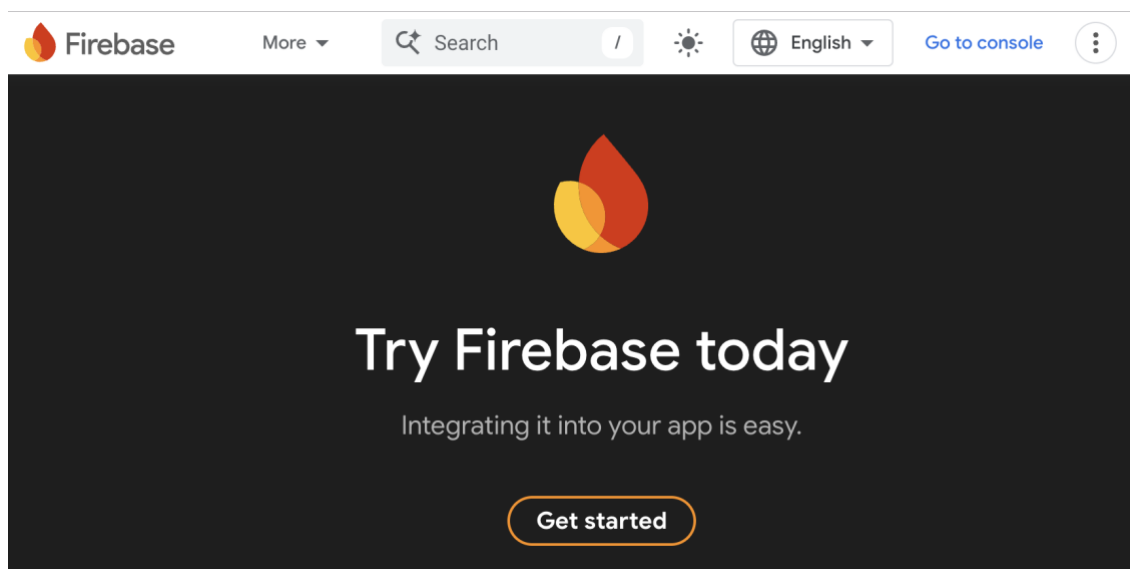 Firebase
More
Search
/
English
Go to console
Try Firebase today
Integrating it into your app is easy.
Get started